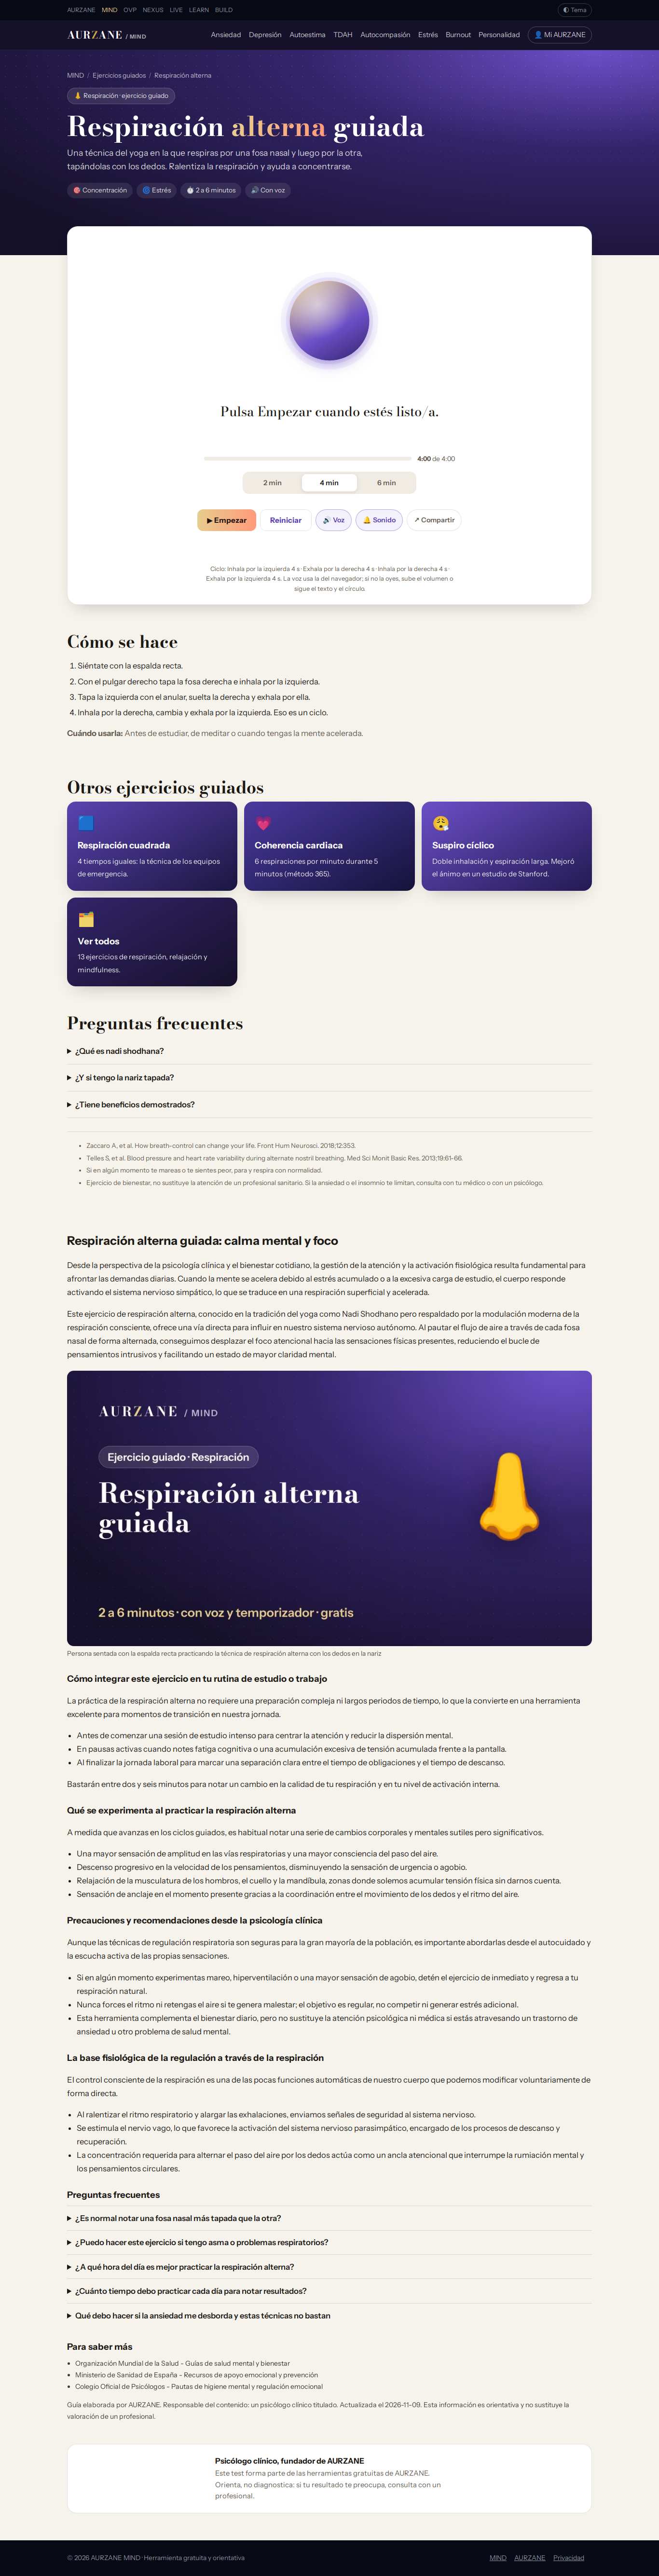 AURZANE MIND OVP NEXUS LIVE LEARN BUILD Tema
AURZANE / MIND Ansiedad Depresión Autoestima TDAH Autocompasión Estrés Burnout Personalidad Mi AURZANE
MIND / Ejercicios guiados / Respiración alterna
Respiración · ejercicio guiado
Respiración alterna guiada
Una técnica del yoga en la que respiras por una fosa nasal y luego por la otra,
tapándolas con los dedos. Ralentiza la respiración y ayuda a concentrarse.
Concentración Estrés 2 a 6 minutos Con voz
Pulsa Empezar cuando estés listo/a.
4:00 de 4:00
2 min 4 min 6 min
Empezar Reiniciar Voz Sonido Compartir
Ciclo: Inhala por la izquierda 4 s · Exhala por la derecha 4 s · Inhala por la derecha 4 s ·
Exhala por la izquierda 4 s. La voz usa la del navegador; si no la oyes, sube el volumen o
sigue el texto y el círculo.
Cómo se hace
1. Siéntate con la espalda recta.
2. Con el pulgar derecho tapa la fosa derecha e inhala por la izquierda.
3. Tapa la izquierda con el anular, suelta la derecha y exhala por ella.
4. Inhala por la derecha, cambia y exhala por la izquierda. Eso es un ciclo.
Cuándo usarla: Antes de estudiar, de meditar o cuando tengas la mente acelerada.
Otros ejercicios guiados
Respiración cuadrada
4 tiempos iguales: la técnica de los equipos
de emergencia.
Coherencia cardiaca
6 respiraciones por minuto durante 5
minutos (método 365).
Suspiro cíclico
Doble inhalación y espiración larga. Mejoró
el ánimo en un estudio de Stanford.
Ver todos
13 ejercicios de respiración, relajación y
mindfulness.
Preguntas frecuentes
¿Qué es nadi shodhana?
¿Y si tengo la nariz tapada?
¿Tiene beneficios demostrados?
Zaccaro A, et al. How breath-control can change your life. Front Hum Neurosci. 2018;12:353.
Telles S, et al. Blood pressure and heart rate variability during alternate nostril breathing. Med Sci Monit Basic Res. 2013;19:61-66.
Si en algún momento te mareas o te sientes peor, para y respira con normalidad.
Ejercicio de bienestar, no sustituye la atención de un profesional sanitario. Si la ansiedad o el insomnio te limitan, consulta con tu médico o con un psicólogo.
Respiración alterna guiada: calma mental y foco
Desde la perspectiva de la psicología clínica y el bienestar cotidiano, la gestión de la atención y la activación fisiológica resulta fundamental para
afrontar las demandas diarias. Cuando la mente se acelera debido al estrés acumulado o a la excesiva carga de estudio, el cuerpo responde
activando el sistema nervioso simpático, lo que se traduce en una respiración superficial y acelerada.
Este ejercicio de respiración alterna, conocido en la tradición del yoga como Nadi Shodhano pero respaldado por la modulación moderna de la
respiración consciente, ofrece una vía directa para influir en nuestro sistema nervioso autónomo. Al pautar el flujo de aire a través de cada fosa
nasal de forma alternada, conseguimos desplazar el foco atencional hacia las sensaciones físicas presentes, reduciendo el bucle de
pensamientos intrusivos y facilitando un estado de mayor claridad mental.
AURZANE / MIND
Ejercicio guiado · Respiración
Respiración alterna
guiada
2 a 6 minutos · con voz y temporizador · gratis
Persona sentada con la espalda recta practicando la técnica de respiración alterna con los dedos en la nariz
Cómo integrar este ejercicio en tu rutina de estudio o trabajo
La práctica de la respiración alterna no requiere una preparación compleja ni largos periodos de tiempo, lo que la convierte en una herramienta
excelente para momentos de transición en nuestra jornada.
Antes de comenzar una sesión de estudio intenso para centrar la atención y reducir la dispersión mental.
En pausas activas cuando notes fatiga cognitiva o una acumulación excesiva de tensión acumulada frente a la pantalla.
Al finalizar la jornada laboral para marcar una separación clara entre el tiempo de obligaciones y el tiempo de descanso.
Bastarán entre dos y seis minutos para notar un cambio en la calidad de tu respiración y en tu nivel de activación interna.
Qué se experimenta al practicar la respiración alterna
A medida que avanzas en los ciclos guiados, es habitual notar una serie de cambios corporales y mentales sutiles pero significativos.
Una mayor sensación de amplitud en las vías respiratorias y una mayor consciencia del paso del aire.
Descenso progresivo en la velocidad de los pensamientos, disminuyendo la sensación de urgencia o agobio.
Relajación de la musculatura de los hombros, el cuello y la mandíbula, zonas donde solemos acumular tensión física sin darnos cuenta.
Sensación de anclaje en el momento presente gracias a la coordinación entre el movimiento de los dedos y el ritmo del aire.
Precauciones y recomendaciones desde la psicología clínica
Aunque las técnicas de regulación respiratoria son seguras para la gran mayoría de la población, es importante abordarlas desde el autocuidado y
la escucha activa de las propias sensaciones.
Si en algún momento experimentas mareo, hiperventilación o una mayor sensación de agobio, detén el ejercicio de inmediato y regresa a tu
respiración natural.
Nunca forces el ritmo ni retengas el aire si te genera malestar; el objetivo es regular, no competir ni generar estrés adicional.
Esta herramienta complementa el bienestar diario, pero no sustituye la atención psicológica ni médica si estás atravesando un trastorno de
ansiedad u otro problema de salud mental.
La base fisiológica de la regulación a través de la respiración
El control consciente de la respiración es una de las pocas funciones automáticas de nuestro cuerpo que podemos modificar voluntariamente de
forma directa.
Al ralentizar el ritmo respiratorio y alargar las exhalaciones, enviamos señales de seguridad al sistema nervioso.
Se estimula el nervio vago, lo que favorece la activación del sistema nervioso parasimpático, encargado de los procesos de descanso y
recuperación.
La concentración requerida para alternar el paso del aire por los dedos actúa como un ancla atencional que interrumpe la rumiación mental y
los pensamientos circulares.
Preguntas frecuentes
¿Es normal notar una fosa nasal más tapada que la otra?
¿Puedo hacer este ejercicio si tengo asma o problemas respiratorios?
¿A qué hora del día es mejor practicar la respiración alterna?
¿Cuánto tiempo debo practicar cada día para notar resultados?
Qué debo hacer si la ansiedad me desborda y estas técnicas no bastan
Para saber más
Organización Mundial de la Salud – Guías de salud mental y bienestar
Ministerio de Sanidad de España – Recursos de apoyo emocional y prevención
Colegio Oficial de Psicólogos – Pautas de higiene mental y regulación emocional
Guía elaborada por AURZANE. Responsable del contenido: un psicólogo clínico titulado. Actualizada el 2026-11-09. Esta información es orientativa y no sustituye la
valoración de un profesional.
Psicólogo clínico, fundador de AURZANE
Este test forma parte de las herramientas gratuitas de AURZANE.
Orienta, no diagnostica: si tu resultado te preocupa, consulta con un
profesional.
© 2026 AURZANE MIND · Herramienta gratuita y orientativa MIND AURZANE Privacidad